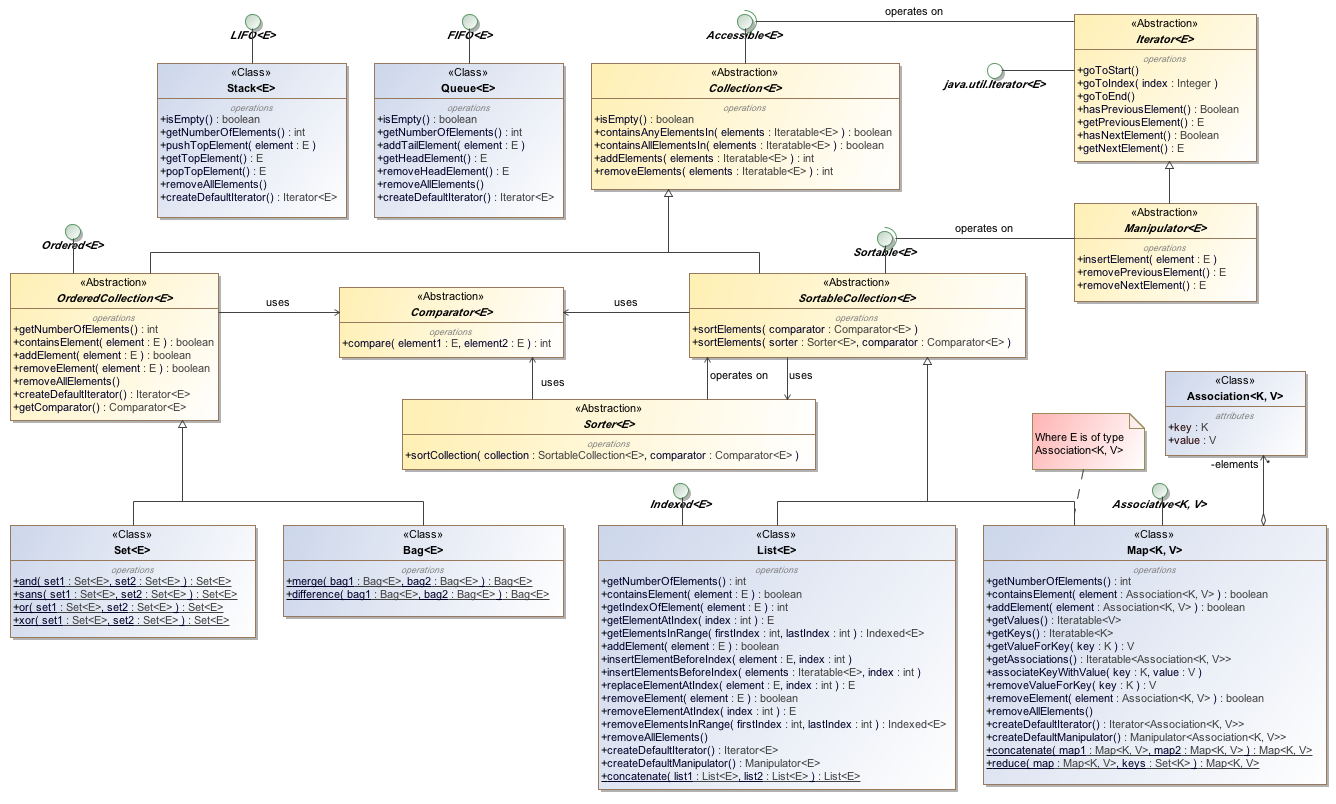 LIFO<E>
«Class»
Stack<E>
operations
+isEmpty() : boolean
+getNumberOfElements() : int
+pushTopElement( element : E )
+getTopElement() : E
+popTopElement() : E
+removeAllElements()
+createDefaultIterator() : Iterator<E>
FIFO<E>
«Class»
Queue<E>
operations
+isEmpty() : boolean
+getNumberOfElements() : int
+addTailElement( element : E )
+getHeadElement() : E
+removeHeadElement() : E
+removeAllElements()
+createDefaultIterator() : Iterator<E>
Accessible<E>
operates on
«Abstraction»
Collection<E>
operations
+isEmpty() : boolean
+containsAnyElementsIn( elements : Iteratable<E> ) : boolean
+containsAllElementsIn( elements : Iteratable<E> ) : boolean
+addElements( elements : Iteratable<E> ) : int
+removeElements( elements : Iteratable<E> ) : int
java.util.Iterator<E>
«Abstraction»
Iterator<E>
operations
+goToStart()
+goToIndex( index : Integer )
+goToEnd()
+hasPreviousElement() : Boolean
+getPreviousElement() : E
+hasNextElement() : Boolean
+getNextElement() : E
«Abstraction»
Manipulator<E>
operations
+insertElement( element : E )
+removePreviousElement() : E
+removeNextElement() : E
operates on
Ordered<E>
«Abstraction»
OrderedCollection<E>
operations
+getNumberOfElements() : int
+containsElement( element : E ) : boolean
+addElement( element : E ) : boolean
+removeElement( element : E ) : boolean
+removeAllElements()
+createDefaultIterator() : Iterator<E>
+getComparator() : Comparator<E>
uses
«Abstraction»
Comparator<E>
operations
+compare( element1 : E, element2 : E ) : int
uses
Sortable<E>
«Abstraction»
SortableCollection<E>
operations
+sortElements( comparator : Comparator<E> )
+sortElements( sorter : Sorter<E>, comparator : Comparator<E> )
uses
operates on
uses
«Abstraction»
Sorter<E>
operations
+sortCollection( collection : SortableCollection<E>, comparator : Comparator<E> )
«Class»
Association<K, V>
attributes
+key : K
+value : V
-elements
Where E is of type
Association<K, V>
«Class»
Set<E>
operations
+and( set1 : Set<E>, set2 : Set<E> ) : Set<E>
+sans( set1 : Set<E>, set2 : Set<E> ) : Set<E>
+or( set1 : Set<E>, set2 : Set<E> ) : Set<E>
+xor( set1 : Set<E>, set2 : Set<E> ) : Set<E>
«Class»
Bag<E>
operations
+merge( bag1 : Bag<E>, bag2 : Bag<E> ) : Bag<E>
+difference( bag1 : Bag<E>, bag2 : Bag<E> ) : Bag<E>
Indexed<E>
«Class»
List<E>
operations
+getNumberOfElements() : int
+containsElement( element : E ) : boolean
+getIndexOfElement( element : E ) : int
+getElementAtIndex( index : int ) : E
+getElementsInRange( firstIndex : int, lastIndex : int ) : Indexed<E>
+addElement( element : E ) : boolean
+insertElementBeforeIndex( element : E, index : int )
+insertElementsBeforeIndex( elements : Iteratable<E>, index : int )
+replaceElementAtIndex( element : E, index : int ) : E
+removeElement( element : E ) : boolean
+removeElementAtIndex( index : int ) : E
+removeElementsInRange( firstIndex : int, lastIndex : int ) : Indexed<E>
+removeAllElements()
+createDefaultIterator() : Iterator<E>
+createDefaultManipulator() : Manipulator<E>
+concatenate( list1 : List<E>, list2 : List<E> ) : List<E>
Associative<K, V>
«Class»
Map<K, V>
operations
+getNumberOfElements() : int
+containsElement( element : Association<K, V> ) : boolean
+addElement( element : Association<K, V> ) : boolean
+getValues() : Iteratable<V>
+getKeys() : Iteratable<K>
+getValueForKey( key : K ) : V
+getAssociations() : Iteratable<Association<K, V>>
+associateKeyWithValue( key : K, value : V )
+removeValueForKey( key : K ) : V
+removeElement( element : Association<K, V> ) : boolean
+removeAllElements()
+createDefaultIterator() : Iterator<Association<K, V>>
+createDefaultManipulator() : Manipulator<Association<K, V>>
+concatenate( map1 : Map<K, V>, map2 : Map<K, V> ) : Map<K, V>
+reduce( map : Map<K, V>, keys : Set<K> ) : Map<K, V>